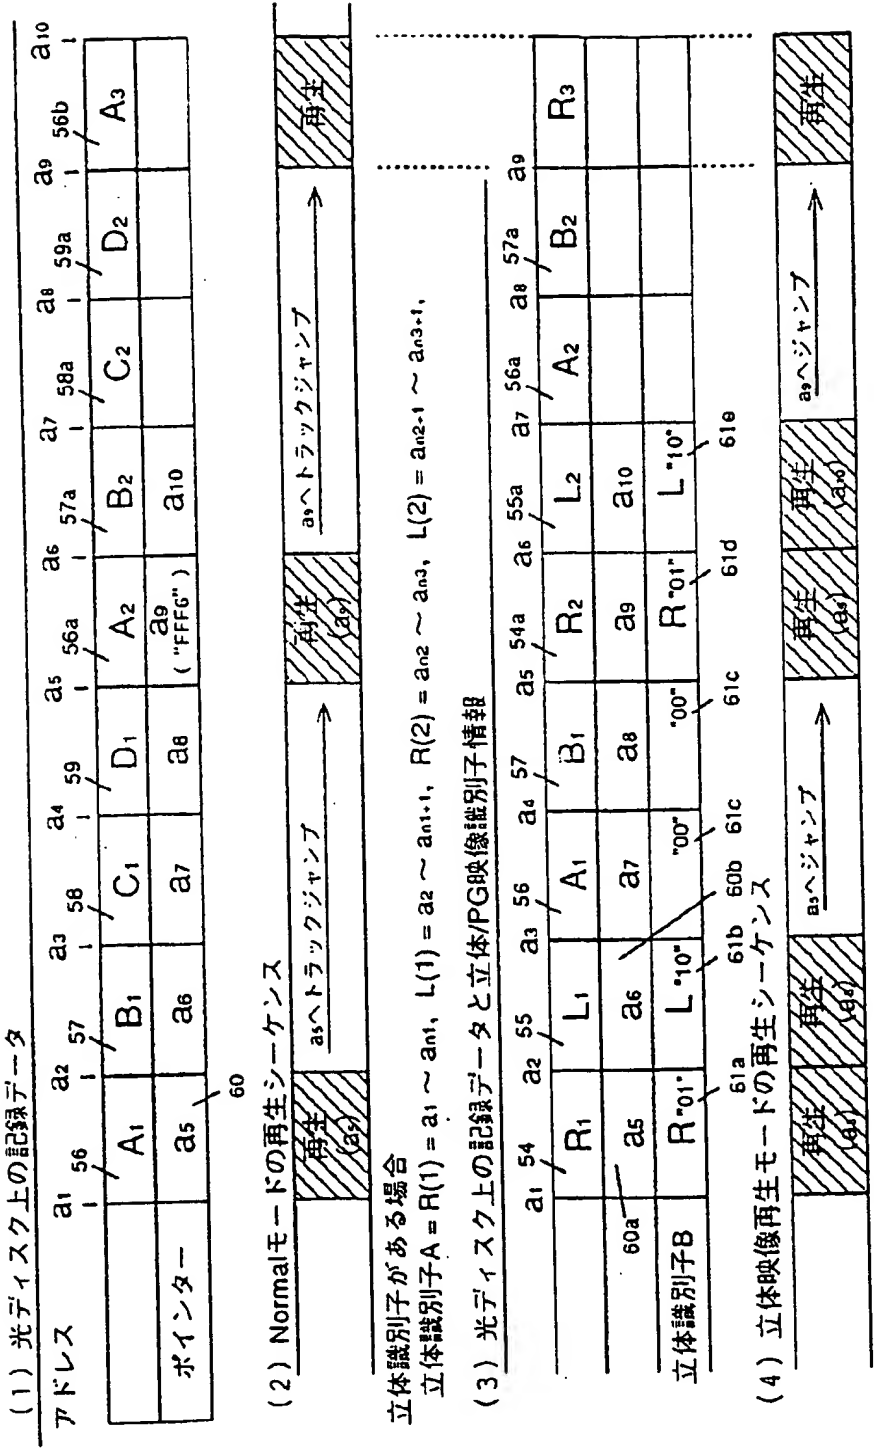 (1) 光ディスク上の記録データ
アドレス a1 a2 a3 a4 a5 a6 a7 a8 a9 a10
56 57 58 59 56a 57a 58a 59a 56b
A1 B1 C1 D1 A2 B2 C2 D2 A3
ポインター a5 a6 a7 a8 a9 ("FFFG") a10
60
(2) Normalモードの再生シーケンス
再生 (a5) a5へトラックジャンプ 再生 (a9) a9へトラックジャンプ 再生
立体識別子がある場合
立体識別子A = R(1) = a1 ~ an1, L(1) = a2 ~ an1+1, R(2) = an2 ~ an3, L(2) = an2+1 ~ an3+1,
(3) 光ディスク上の記録データと立体/PG映像識別子情報
a1 a2 a3 a4 a5 a6 a7 a8 a9
54 55 56 57 54a 55a 56a 57a
R1 L1 A1 B1 R2 L2 A2 B2 R3
a5 a6 a7 a8 a9 a10
60a 60b
立体識別子B R"01" L"10" "00" "00" R"01" L"10"
61a 61b 61c 61c 61d 61e
(4) 立体映像再生モードの再生シーケンス
再生 再生 a5へジャンプ 再生 再生 (a10) a9へジャンプ 再生